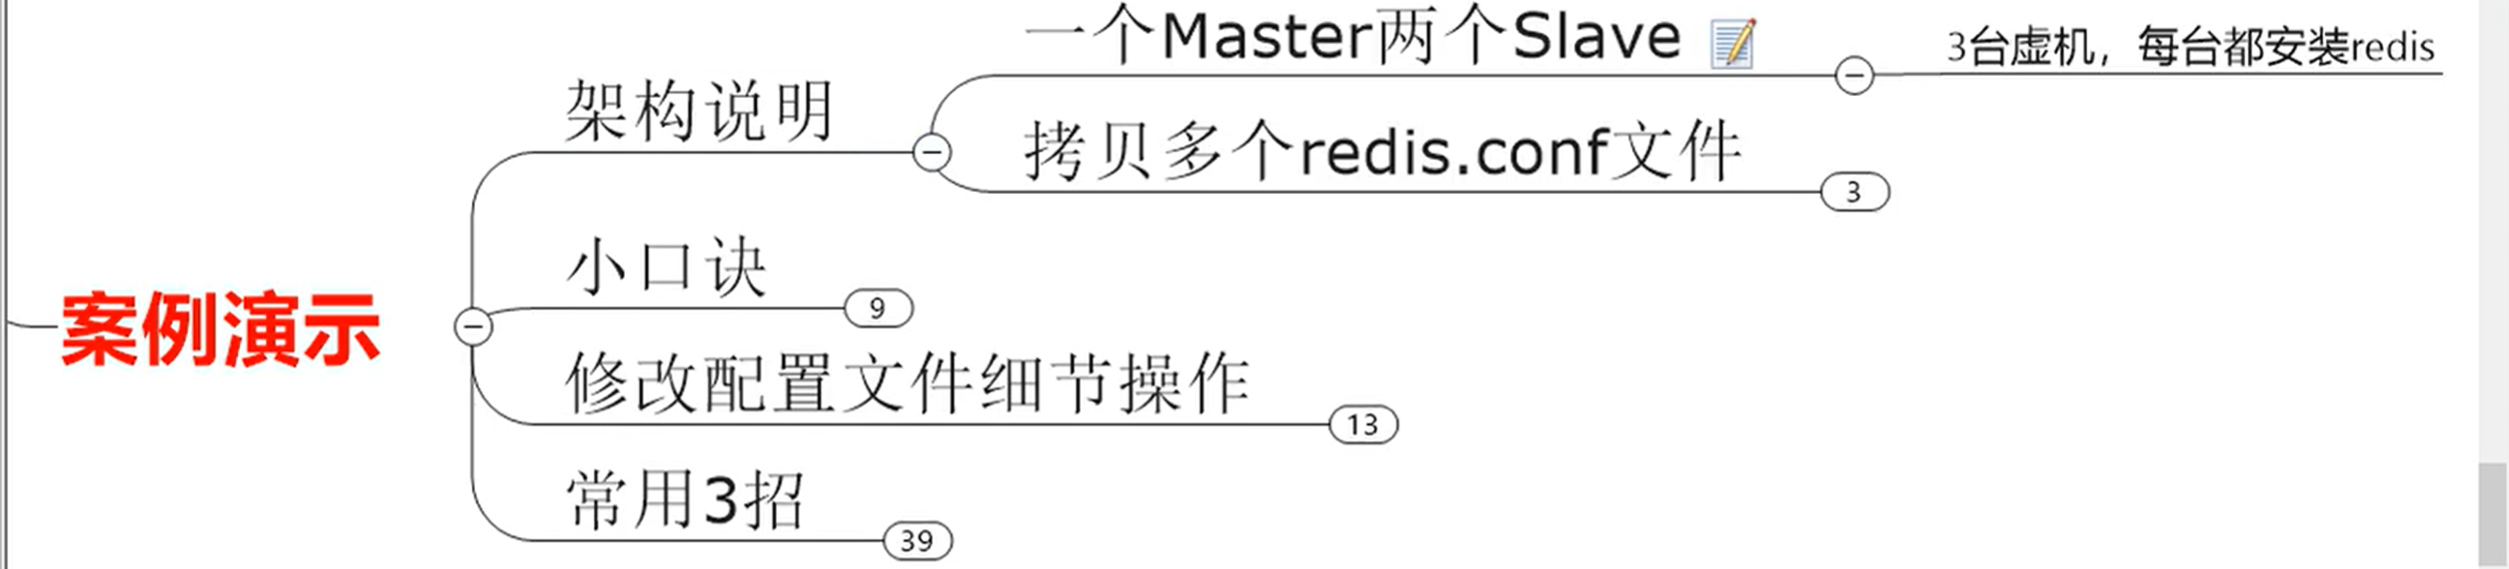 一个Master两个Slave
3台虚机，每台都安装redis
架构说明
拷贝多个redis.conf文件
3
小口诀
9
案例演示
修改配置文件细节操作
13
常用3招
39